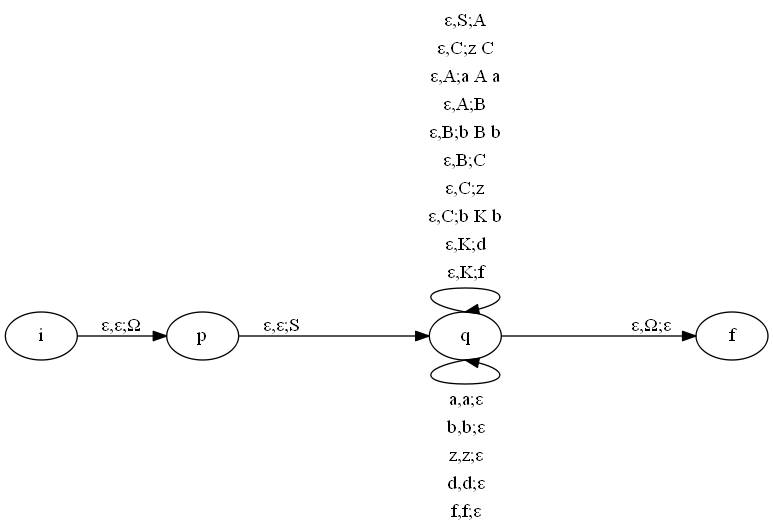 ε,S;A
ε,C;z C
ε,A;a A a
ε,A;B
ε,B;b B b
ε,B;C
ε,C;z
ε,C;b K b
ε,K;d
ε,K;f
i
ε,ε;Ω
p
ε,ε;S
q
ε,Ω;ε
f
a,a;ε
b,b;ε
z,z;ε
d,d;ε
f,f;ε